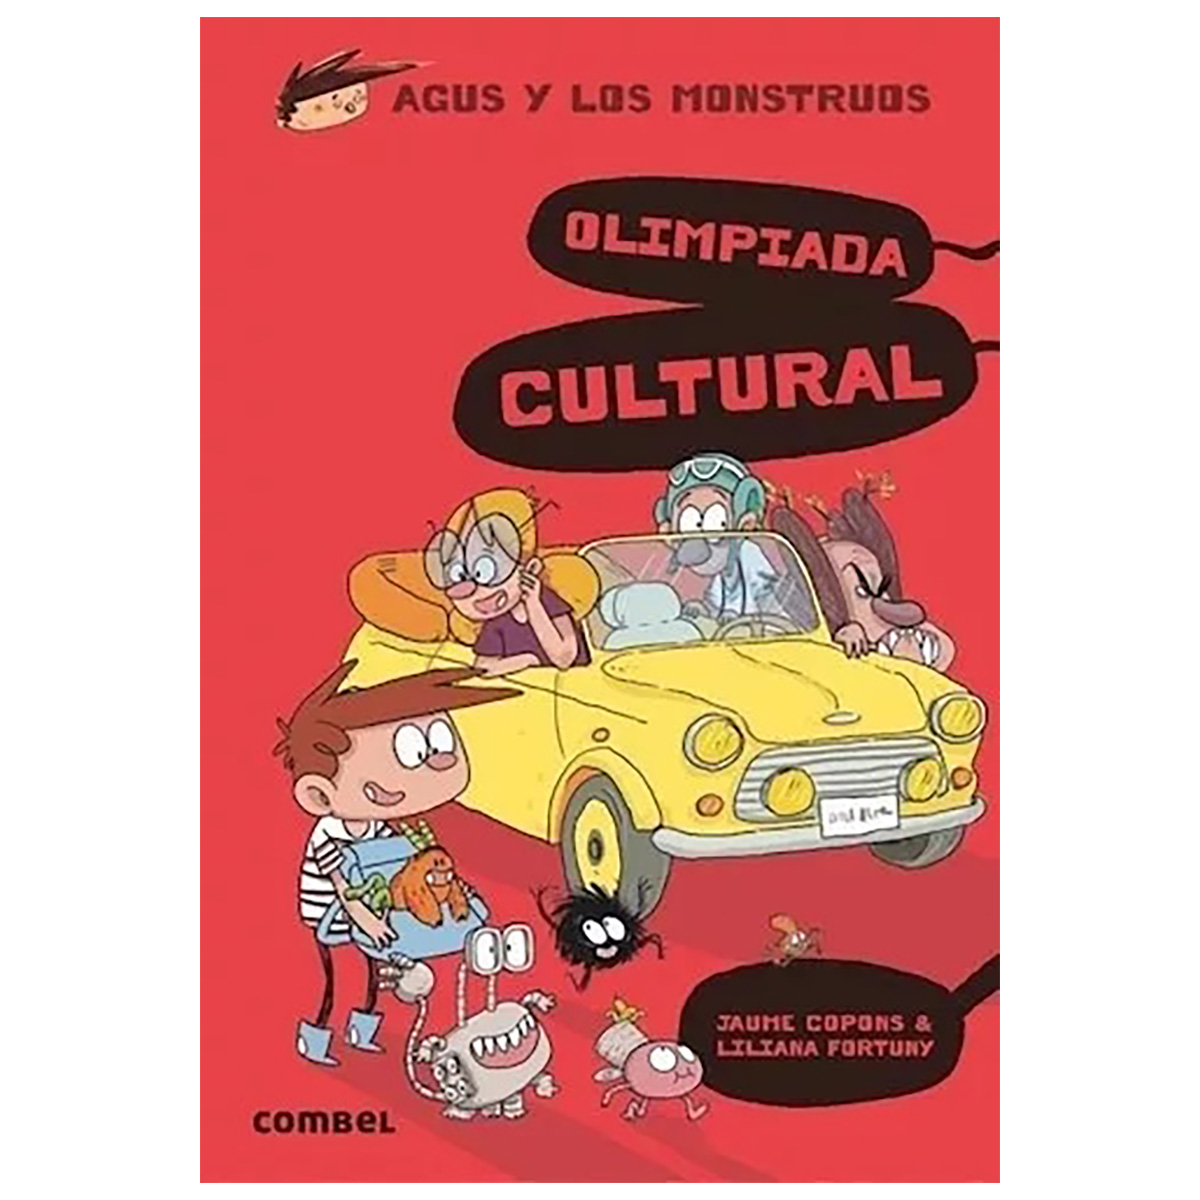 AGUS Y LOS MONSTRUOS
OLIMPIADA
CULTURAL
JAUME COPONS &
LILIANA FORTUNY
COMBEL